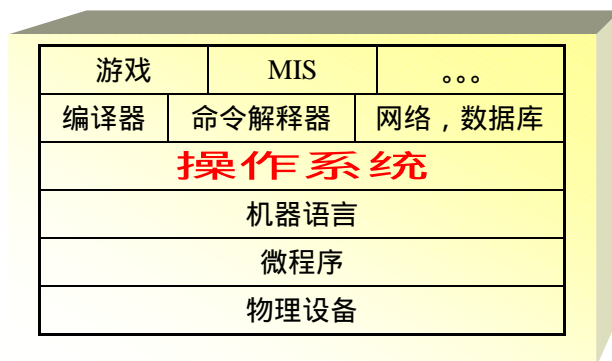 游戏 MIS 。。。
编译器 命令解释器 网络，数据库
操作系统
机器语言
微程序
物理设备